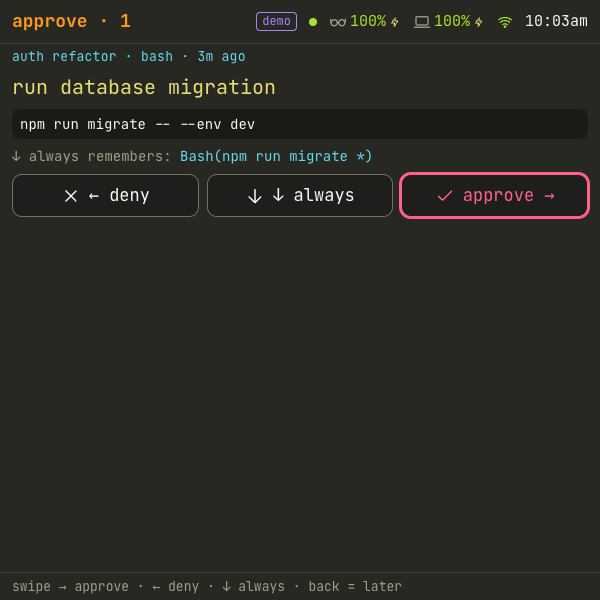 approve · 1 demo 100% 100% 10:03am
auth refactor · bash · 3m ago
run database migration
npm run migrate -- --env dev
↓ always remembers: Bash(npm run migrate *)
× ← deny ↓ ↓ always ✓ approve →
swipe → approve · ← deny · ↓ always · back = later